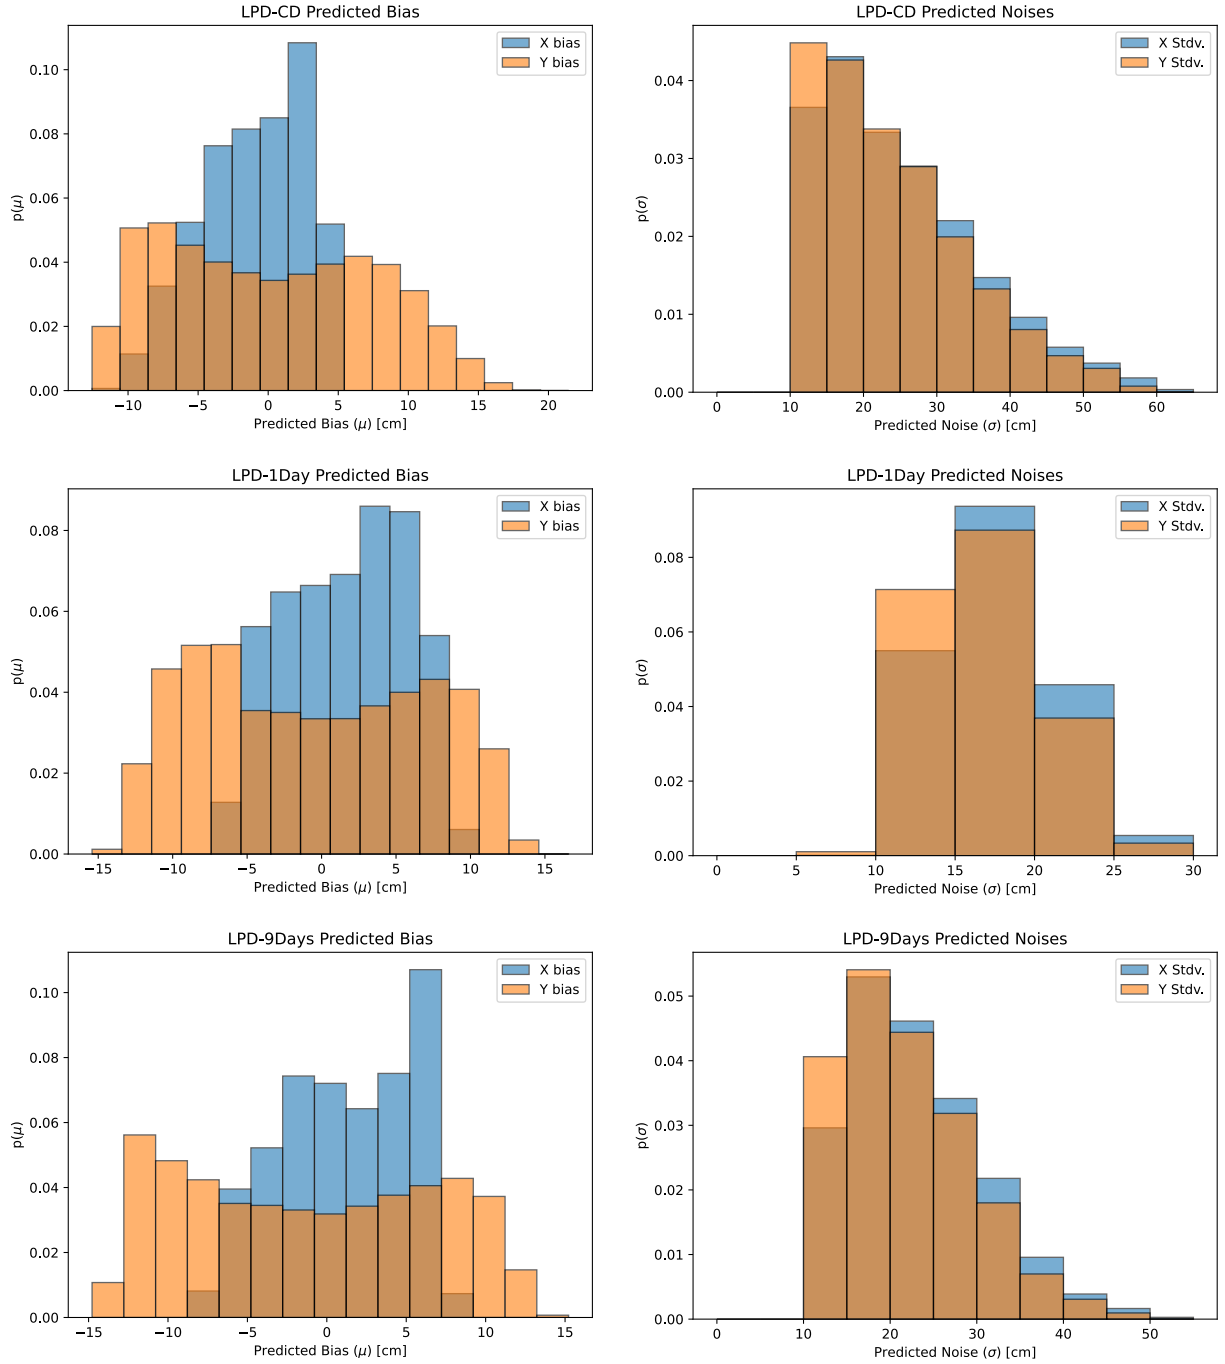 LPD-CD Predicted Bias
X bias
Y bias
p(μ)
0.10
0.08
0.06
0.04
0.02
0.00
−10 −5 0 5 10 15 20
Predicted Bias (μ) [cm]
LPD-CD Predicted Noises
X Stdv.
Y Stdv.
p(σ)
0.04
0.03
0.02
0.01
0.00
0 10 20 30 40 50 60
Predicted Noise (σ) [cm]
LPD-1Day Predicted Bias
X bias
Y bias
p(μ)
0.08
0.06
0.04
0.02
0.00
−15 −10 −5 0 5 10 15
Predicted Bias (μ) [cm]
LPD-1Day Predicted Noises
X Stdv.
Y Stdv.
p(σ)
0.08
0.06
0.04
0.02
0.00
0 5 10 15 20 25 30
Predicted Noise (σ) [cm]
LPD-9Days Predicted Bias
X bias
Y bias
p(μ)
0.10
0.08
0.06
0.04
0.02
0.00
−15 −10 −5 0 5 10 15
Predicted Bias (μ) [cm]
LPD-9Days Predicted Noises
X Stdv.
Y Stdv.
p(σ)
0.05
0.04
0.03
0.02
0.01
0.00
0 10 20 30 40 50
Predicted Noise (σ) [cm]